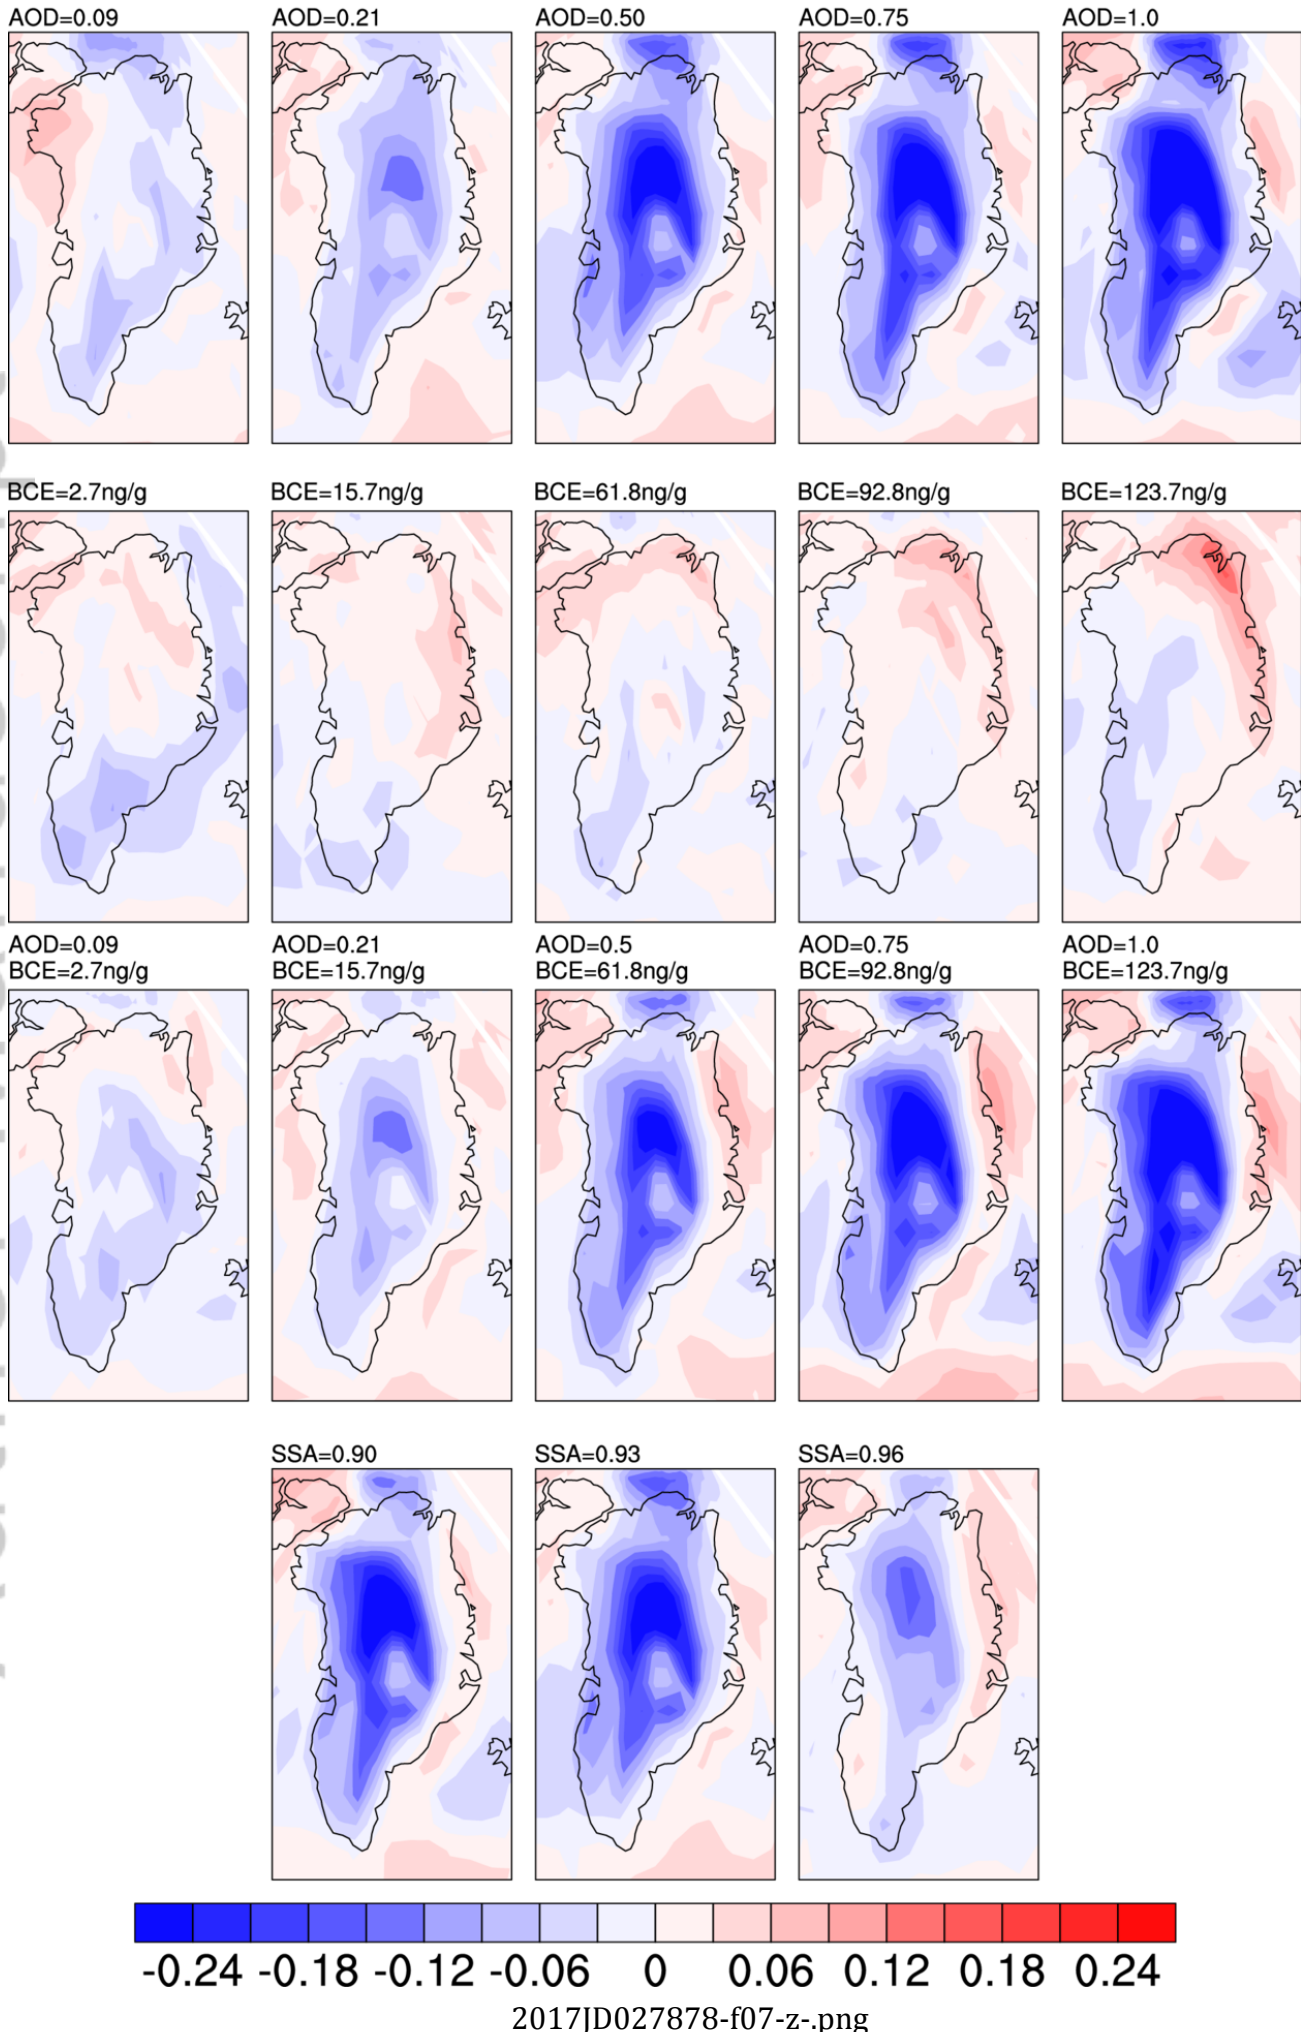 AOD=0.09 AOD=0.21 AOD=0.50 AOD=0.75 AOD=1.0
BCE=2.7ng/g BCE=15.7ng/g BCE=61.8ng/g BCE=92.8ng/g BCE=123.7ng/g
AOD=0.09 AOD=0.21 AOD=0.5 AOD=0.75 AOD=1.0
BCE=2.7ng/g BCE=15.7ng/g BCE=61.8ng/g BCE=92.8ng/g BCE=123.7ng/g
SSA=0.90 SSA=0.93 SSA=0.96
-0.24 -0.18 -0.12 -0.06 0 0.06 0.12 0.18 0.24
2017JD027878-f07-z-.png